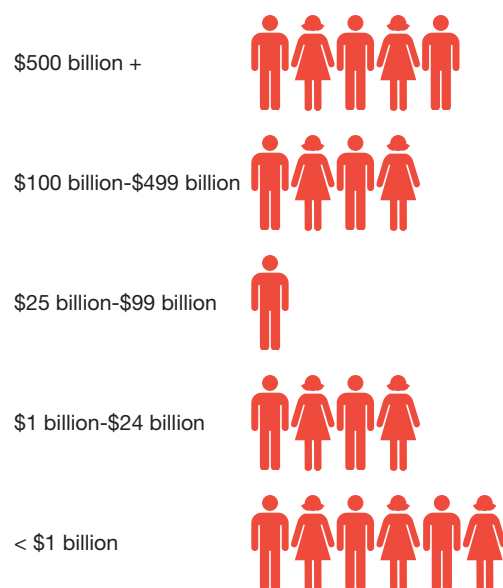 $500 billion +
$100 billion-$499 billion
$25 billion-$99 billion
$1 billion-$24 billion
< $1 billion